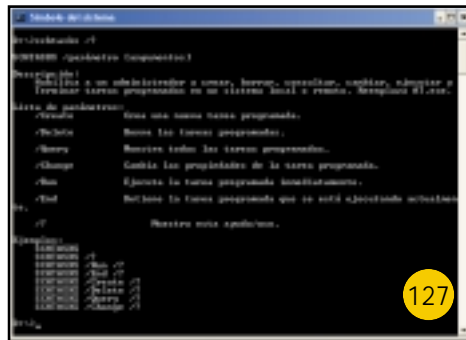 Símbolo del sistema
D:\>schtasks /?
SCHTASKS /parámetro [argumentos]
Descripción:
Habilita a un administrador a crear, borrar, consultar, cambiar, ejecutar y
terminar tareas programadas en un sistema local o remoto. Reemplaza AT.exe.
Lista de parámetros:
/Create Crea una nueva tarea programada.
/Delete Borra las tareas programadas.
/Query Muestra todas las tareas programadas.
/Change Cambia las propiedades de la tarea programada.
/Run Ejecuta la tarea programada inmediatamente.
/End Detiene la tarea programada que se está ejecutando actualmen
te.
/? Muestra esta ayuda/uso.
Ejemplos:
SCHTASKS
SCHTASKS /?
SCHTASKS /Run /?
SCHTASKS /End /?
SCHTASKS /Create /?
SCHTASKS /Delete /?
SCHTASKS /Query /?
SCHTASKS /Change /?
D:\>
127